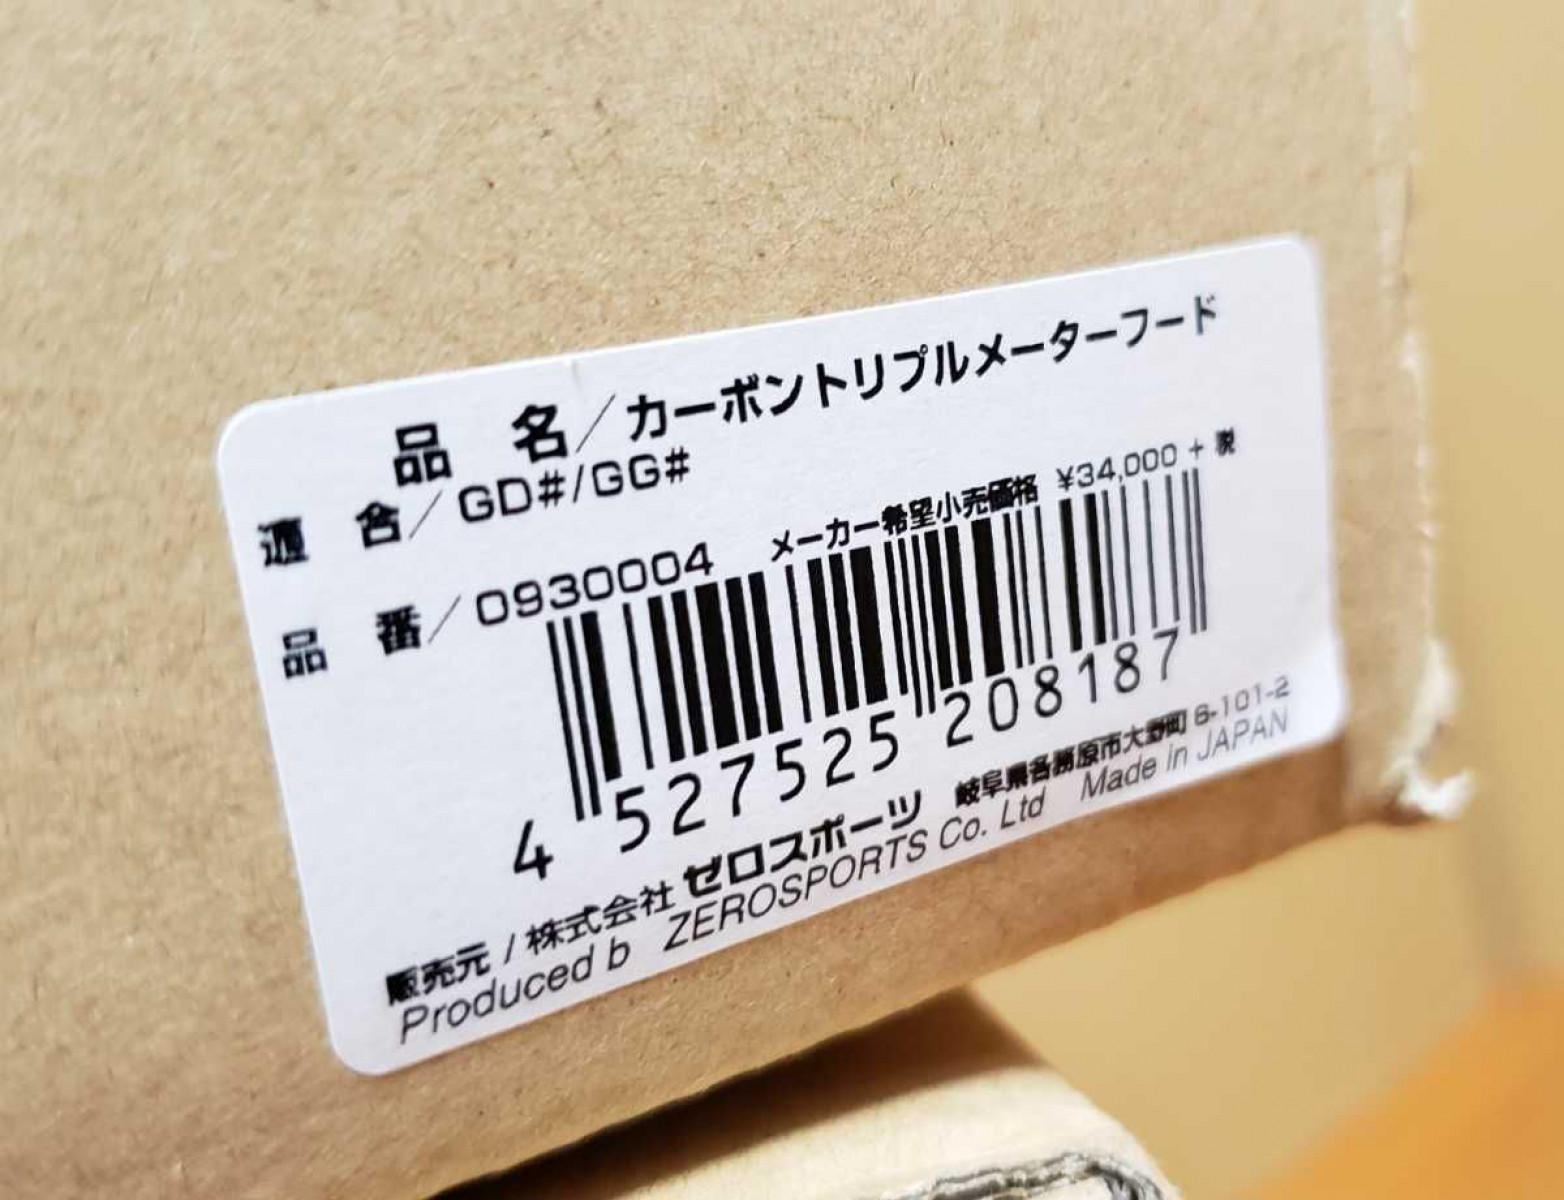 品 名/カーボントリプルメーターフード
適 合/GD#/GG#
品 番/0930004 メーカー希望小売価格 ¥34,000+税
4 527525 208187
販売元/株式会社 ゼロスポーツ 岐阜県各務原市大野町 6-101-2
Produced b ZEROSPORTS Co. Ltd Made in JAPAN